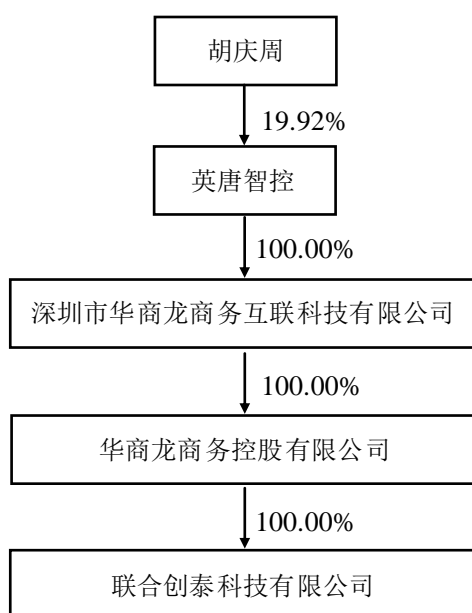 胡庆周
19.92%
英唐智控
100.00%
深圳市华商龙商务互联科技有限公司
100.00%
华商龙商务控股有限公司
100.00%
联合创泰科技有限公司